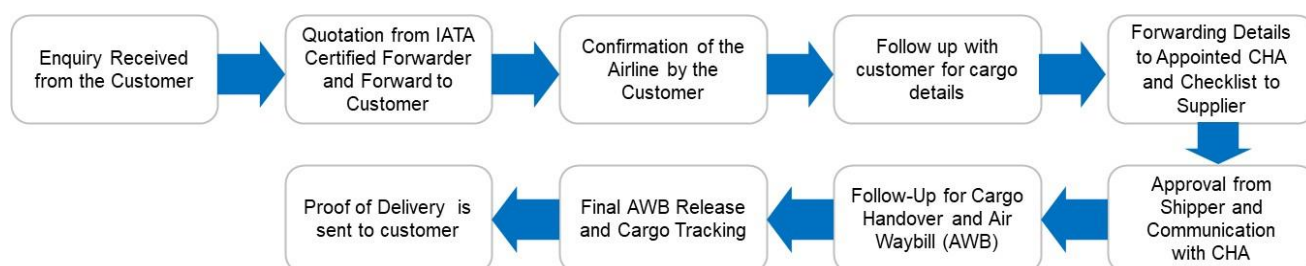 Enquiry Received
from the Customer
Quotation from IATA
Certified Forwarder
and Forward to
Customer
Confirmation of the
Airline by the
Customer
Follow up with
customer for cargo
details
Forwarding Details
to Appointed CHA
and Checklist to
Supplier
Approval from
Shipper and
Communication
with CHA
Follow-Up for Cargo
Handover and Air
Waybill (AWB)
Final AWB Release
and Cargo Tracking
Proof of Delivery is
sent to customer